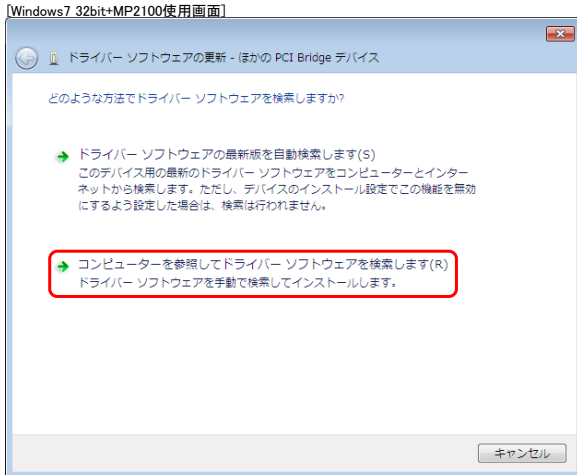 [Windows7 32bit+MP2100使用画面]
ドライバー ソフトウェアの更新 - ほかの PCI Bridge デバイス
どのような方法でドライバー ソフトウェアを検索しますか?
ドライバー ソフトウェアの最新版を自動検索します(S)
このデバイス用の最新のドライバー ソフトウェアをコンピューターとインター
ネットから検索します。ただし、デバイスのインストール設定でこの機能を無効
にするよう設定した場合は、検索は行われません。
コンピューターを参照してドライバー ソフトウェアを検索します(R)
ドライバー ソフトウェアを手動で検索してインストールします。
キャンセル